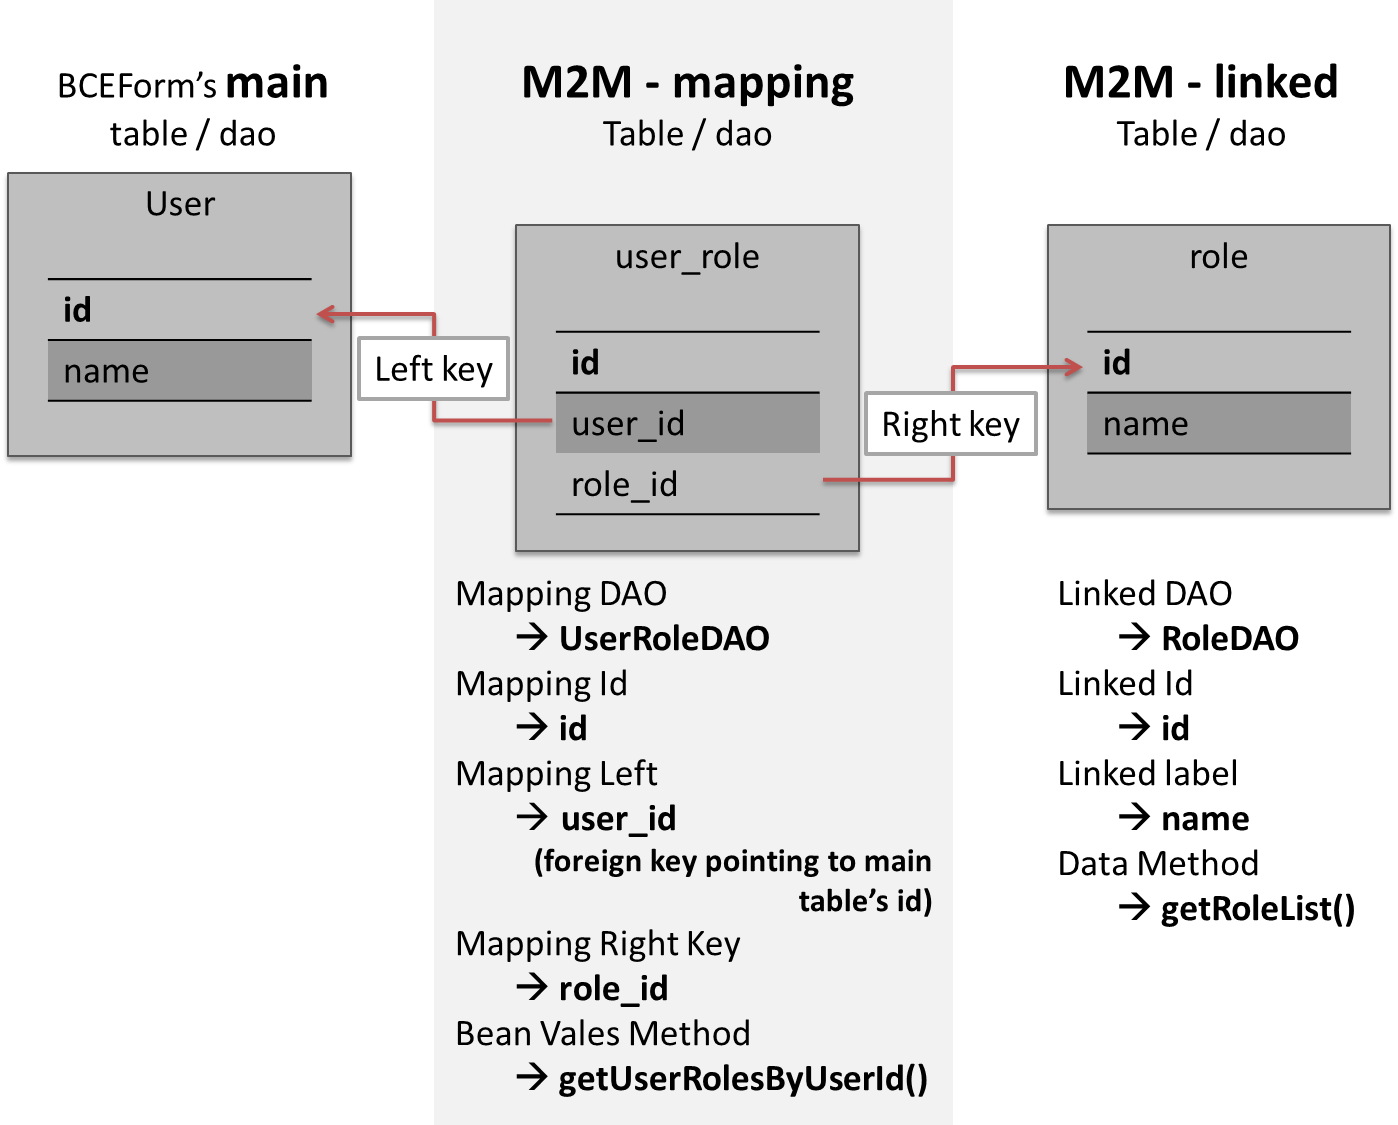 BCEForm's main
table / dao
User
id
name
Left key
M2M - mapping
Table / dao
user_role
id
user_id
role_id
Right key
M2M - linked
Table / dao
role
id
name
Mapping DAO
→ UserRoleDAO
Mapping Id
→ id
Mapping Left
→ user_id
(foreign key pointing to main
table's id)
Mapping Right Key
→ role_id
Bean Vales Method
→ getUserRolesByUserId()
Linked DAO
→ RoleDAO
Linked Id
→ id
Linked label
→ name
Data Method
→ getRoleList()